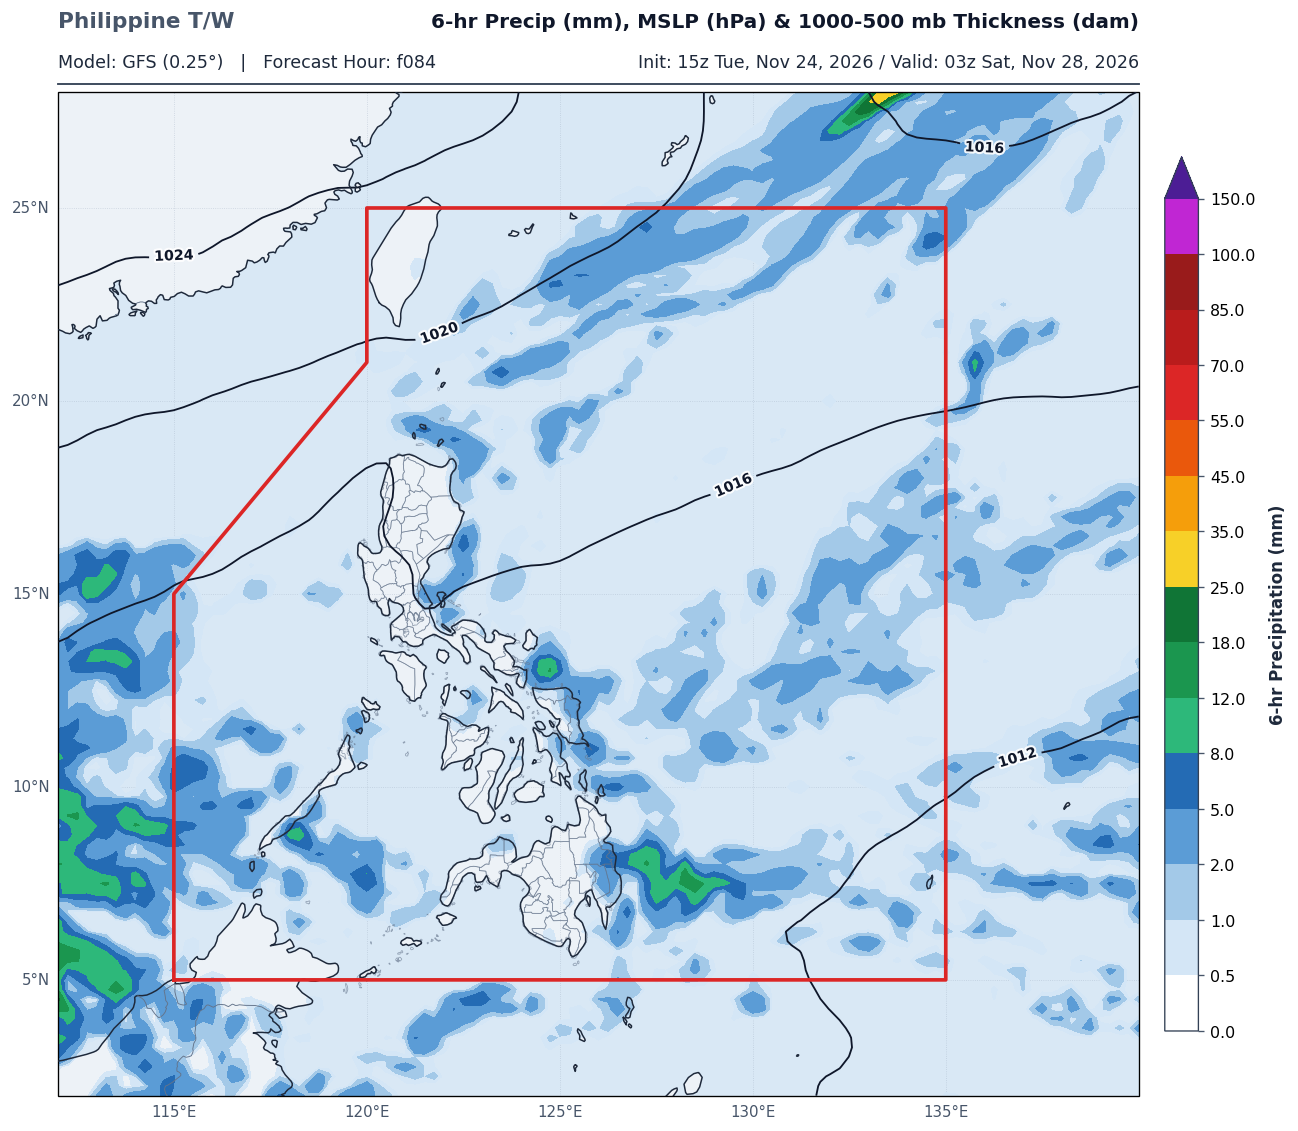 Philippine T/W
6-hr Precip (mm), MSLP (hPa) & 1000-500 mb Thickness (dam)
Model: GFS (0.25°) | Forecast Hour: f084
Init: 15z Tue, Nov 24, 2026 / Valid: 03z Sat, Nov 28, 2026
1016
150.0
25°N
1024
100.0
85.0
1020
70.0
20°N
55.0
1016
45.0
35.0
15°N
25.0
18.0
12.0
1012
8.0
10°N
5.0
2.0
1.0
5°N
0.5
0.0
6-hr Precipitation (mm)
115°E
120°E
125°E
130°E
135°E